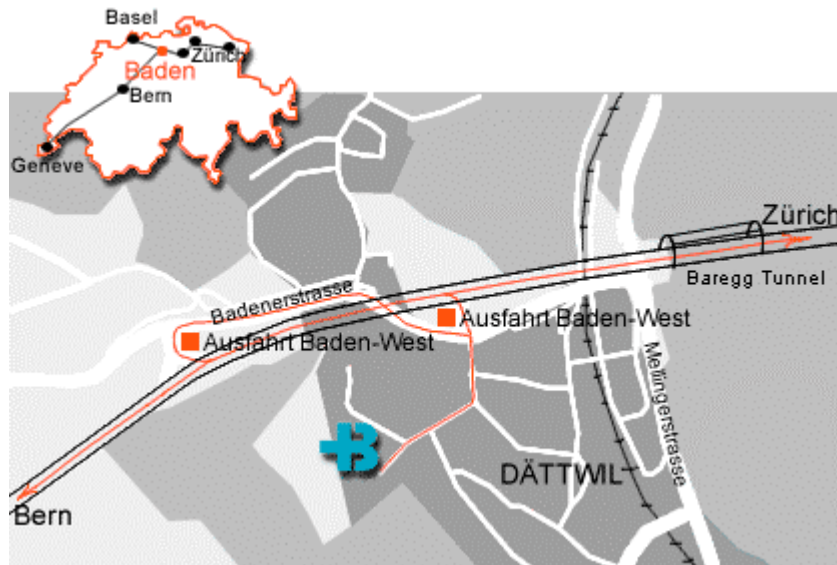 Basel
Zürich
Baden
Bern
Geneve
Zürich
Baregg Tunnel
Badenerstrasse
Ausfahrt Baden-West
Ausfahrt Baden-West
Mellingerstrasse
DÄTTWIL
Bern
B